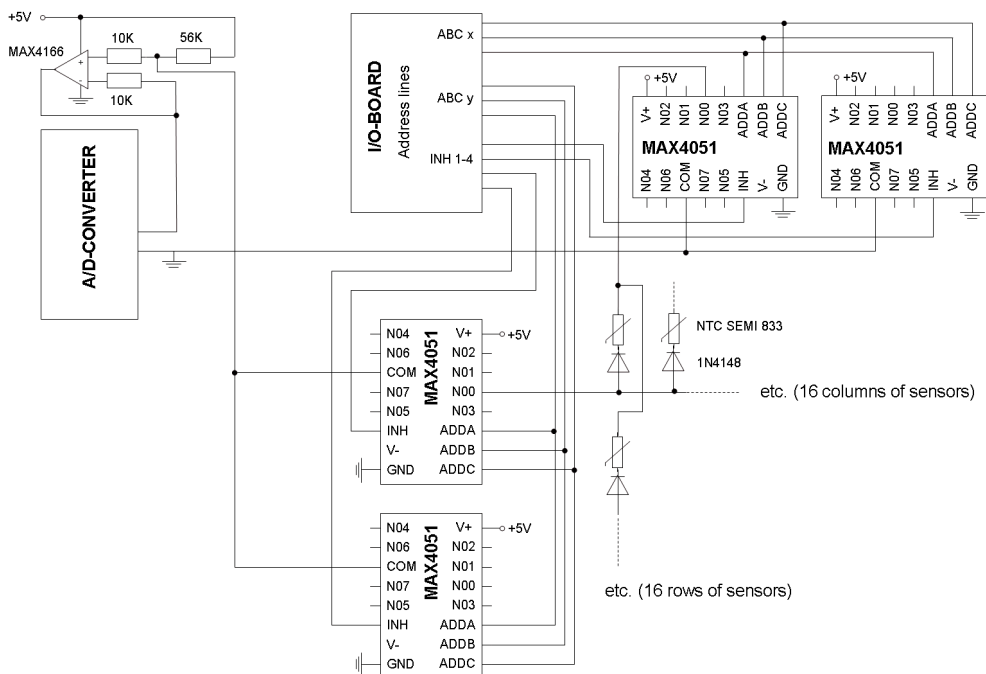 +5V
MAX4166
10K
56K
+
-
10K
A/D-CONVERTER
I/O-BOARD
Address lines
ABC x
ABC y
INH 1-4
+5V
V+
N02
N01
N00
N03
ADDA
ADDB
ADDC
MAX4051
N04
N06
COM
N07
N05
INH
V-
GND
+5V
V+
N02
N01
N00
N03
ADDA
ADDB
ADDC
MAX4051
N04
N06
COM
N07
N05
INH
V-
GND
NTC SEMI 833
1N4148
etc. (16 columns of sensors)
etc. (16 rows of sensors)
MAX4051
N04 V+ +5V
N06 N02
COM N01
N07 N00
N05 N03
INH ADDA
V- ADDB
GND ADDC
MAX4051
N04 V+ +5V
N06 N02
COM N01
N07 N00
N05 N03
INH ADDA
V- ADDB
GND ADDC